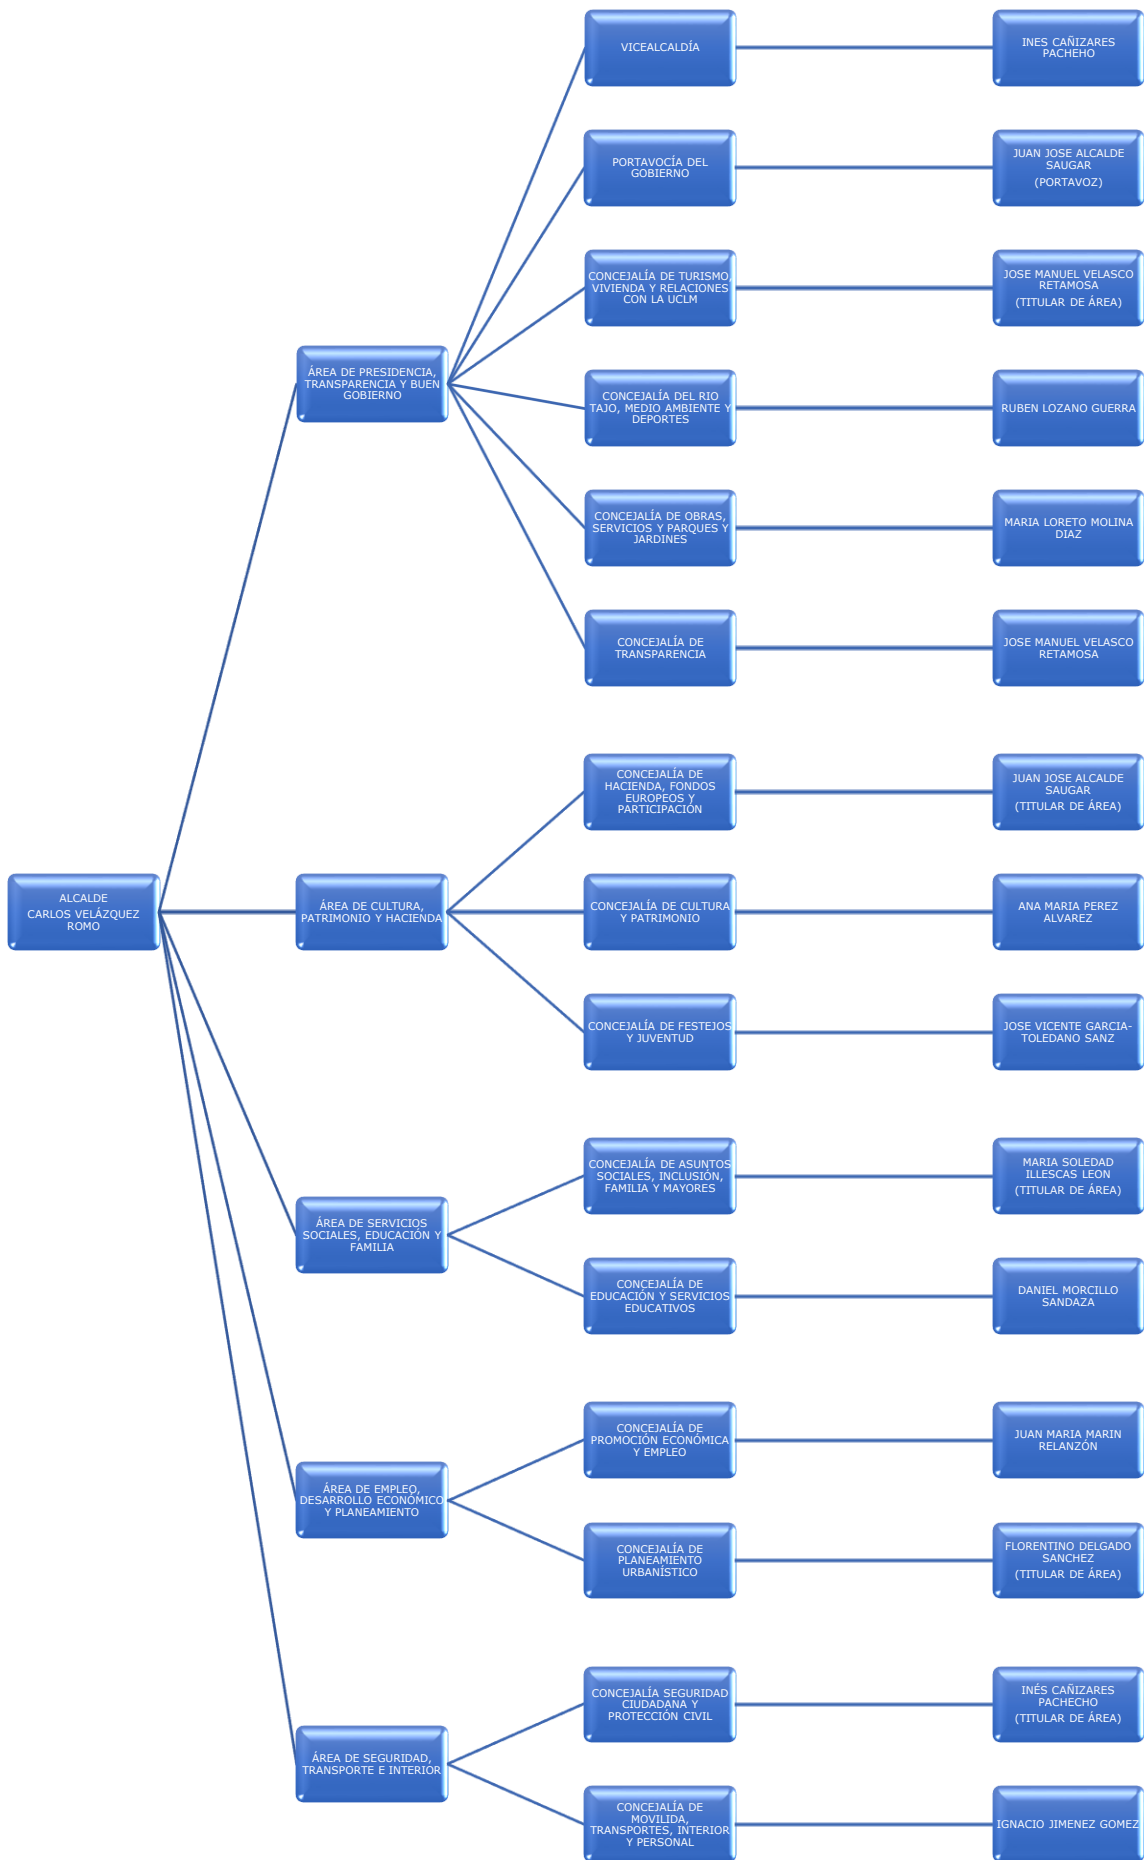 ALCALDE
CARLOS VELÁZQUEZ
ROMO
ÁREA DE PRESIDENCIA,
TRANSPARENCIA Y BUEN
GOBIERNO
VICEALCALDÍA
INES CAÑIZARES
PACHEHO
PORTAVOCÍA DEL
GOBIERNO
JUAN JOSE ALCALDE
SAUGAR
(PORTAVOZ)
CONCEJALÍA DE TURISMO,
VIVIENDA Y RELACIONES
CON LA UCLM
JOSE MANUEL VELASCO
RETAMOSA
(TITULAR DE ÁREA)
CONCEJALÍA DEL RIO
TAJO, MEDIO AMBIENTE Y
DEPORTES
RUBEN LOZANO GUERRA
CONCEJALÍA DE OBRAS,
SERVICIOS Y PARQUES Y
JARDINES
MARIA LORETO MOLINA
DIAZ
CONCEJALÍA DE
TRANSPARENCIA
JOSE MANUEL VELASCO
RETAMOSA
ÁREA DE CULTURA,
PATRIMONIO Y HACIENDA
CONCEJALÍA DE
HACIENDA, FONDOS
EUROPEOS Y
PARTICIPACIÓN
JUAN JOSE ALCALDE
SAUGAR
(TITULAR DE ÁREA)
CONCEJALÍA DE CULTURA
Y PATRIMONIO
ANA MARIA PEREZ
ALVAREZ
CONCEJALÍA DE FESTEJOS
Y JUVENTUD
JOSE VICENTE GARCIA-
TOLEDANO SANZ
ÁREA DE SERVICIOS
SOCIALES, EDUCACIÓN Y
FAMILIA
CONCEJALÍA DE ASUNTOS
SOCIALES, INCLUSIÓN,
FAMILIA Y MAYORES
MARIA SOLEDAD
ILLESCAS LEON
(TITULAR DE ÁREA)
CONCEJALÍA DE
EDUCACIÓN Y SERVICIOS
EDUCATIVOS
DANIEL MORCILLO
SANDAZA
ÁREA DE EMPLEO,
DESARROLLO ECONÓMICO
Y PLANEAMIENTO
CONCEJALÍA DE
PROMOCIÓN ECONÓMICA
Y EMPLEO
JUAN MARIA MARIN
RELANZÓN
CONCEJALÍA DE
PLANEAMIENTO
URBANÍSTICO
FLORENTINO DELGADO
SANCHEZ
(TITULAR DE ÁREA)
ÁREA DE SEGURIDAD,
TRANSPORTE E INTERIOR
CONCEJALÍA SEGURIDAD
CIUDADANA Y
PROTECCIÓN CIVIL
INÉS CAÑIZARES
PACHECHO
(TITULAR DE ÁREA)
CONCEJALÍA DE
MOVILIDA,
TRANSPORTES, INTERIOR
Y PERSONAL
IGNACIO JIMENEZ GOMEZ